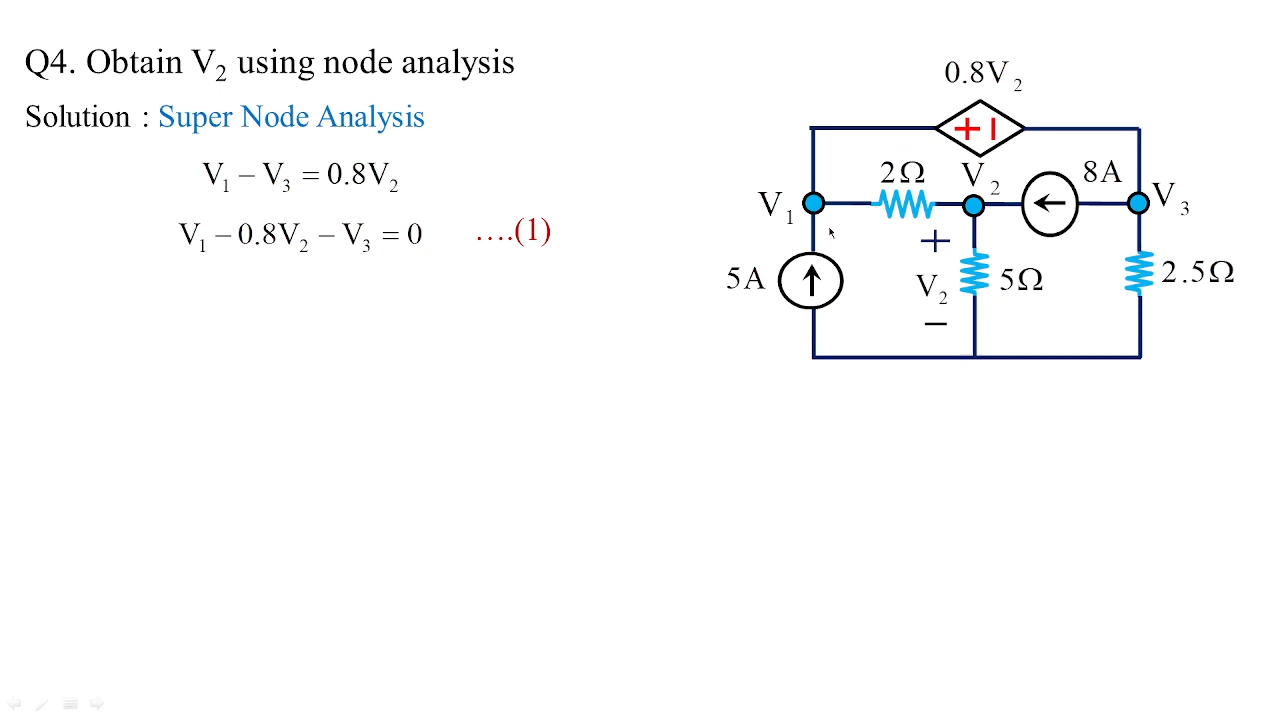 Q4. Obtain V₂ using node analysis
Solution : Super Node Analysis
V₁ – V₃ = 0.8V₂
V₁ – 0.8V₂ – V₃ = 0 ….(1)
0.8V₂
+ –
2Ω
V₂
8A
V₁
V₃
+
5A
V₂
5Ω
2.5Ω
–